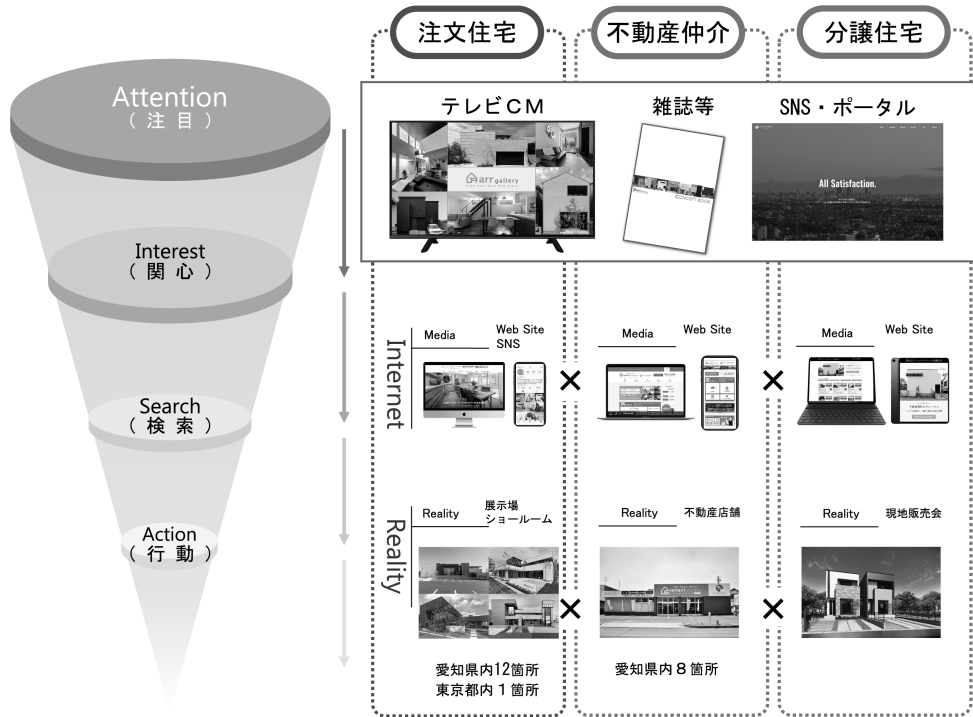 注文住宅
不動産仲介
分譲住宅
Attention
（ 注 目 ）
Interest
（ 関 心 ）
Search
（ 検 索 ）
Action
（ 行 動 ）
テレビＣＭ
雑誌等
SNS・ポータル
arr gallery
CONCEPT BOOK
All Satisfaction.
Internet
Media
Web Site
SNS
Media
Web Site
Media
Web Site
Reality
Reality
展示場
ショールーム
Reality
不動産店舗
Reality
現地販売会
愛知県内12箇所
東京都内１箇所
愛知県内８箇所